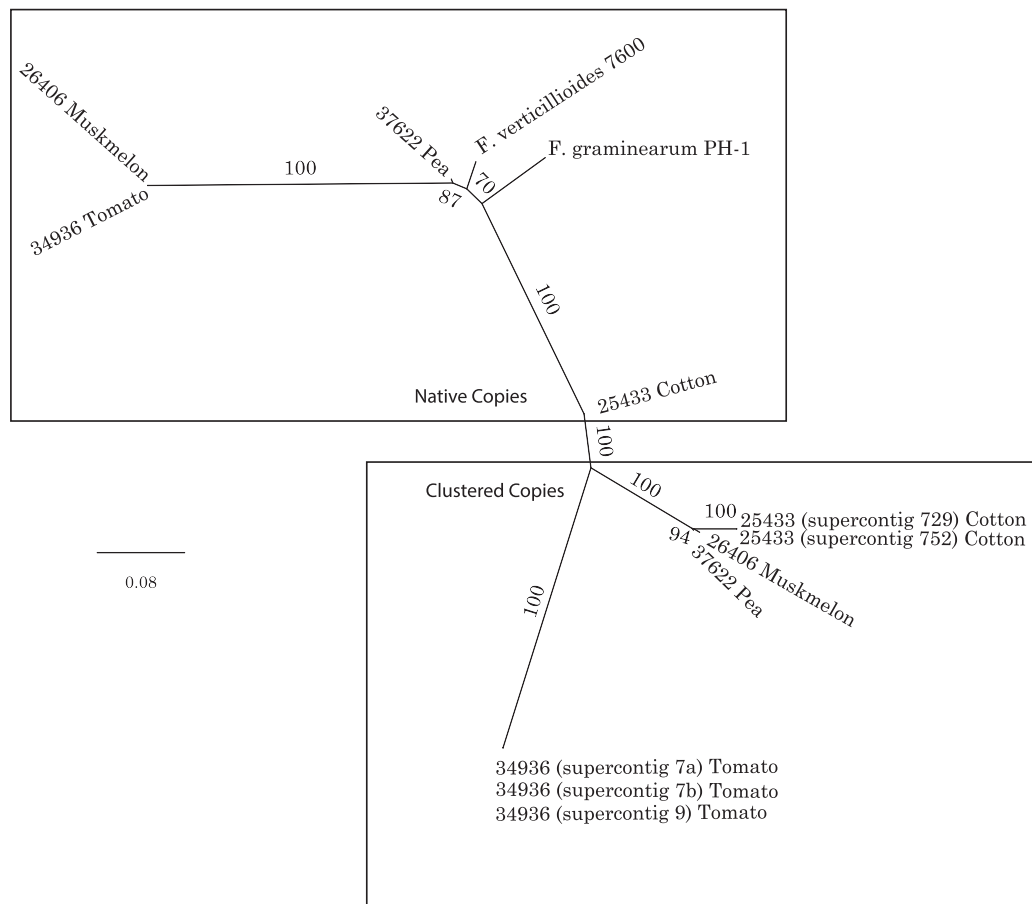 26406 Muskmelon
34936 Tomato
100
37622 Pea
87
F. verticillioides 7600
70
F. graminearum PH-1
100
Native Copies
25433 Cotton
100
Clustered Copies
100
100
25433 (supercontig 729) Cotton
25433 (supercontig 752) Cotton
94
26406 Muskmelon
37622 Pea
0.08
100
34936 (supercontig 7a) Tomato
34936 (supercontig 7b) Tomato
34936 (supercontig 9) Tomato